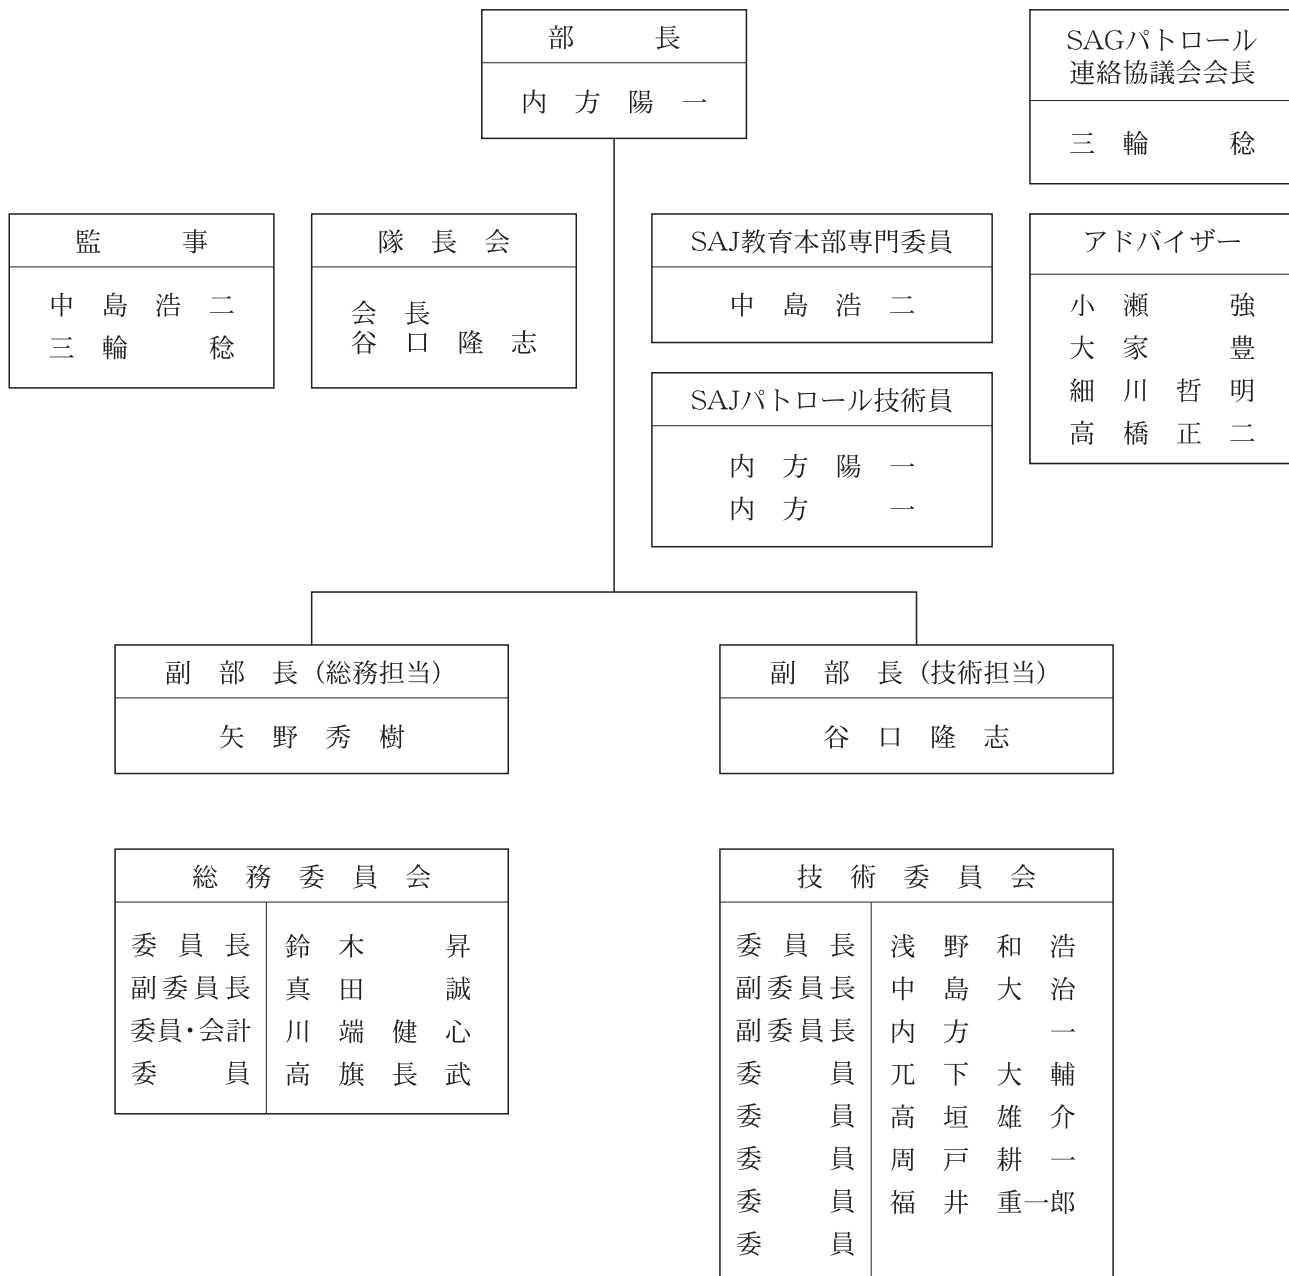 部長
内方陽一
SAGパトロール
連絡協議会会長
三輪稔
監事
中島浩二
三輪稔
隊長会
会長
谷口隆志
SAJ教育本部専門委員
中島浩二
SAJパトロール技術員
内方陽一
内方一
アドバイザー
小瀬強
大家豊
細川哲明
高橋正二
副部長(総務担当)
矢野秀樹
副部長(技術担当)
谷口隆志
総務委員会
委員長 鈴木昇
副委員長 真田誠
委員・会計 川端健心
委員 高旗長武
技術委員会
委員長 浅野和浩
副委員長 中島大治
副委員長 内方一
委員 兀下大輔
委員 高垣雄介
委員 周戸耕一
委員 福井重一郎
委員